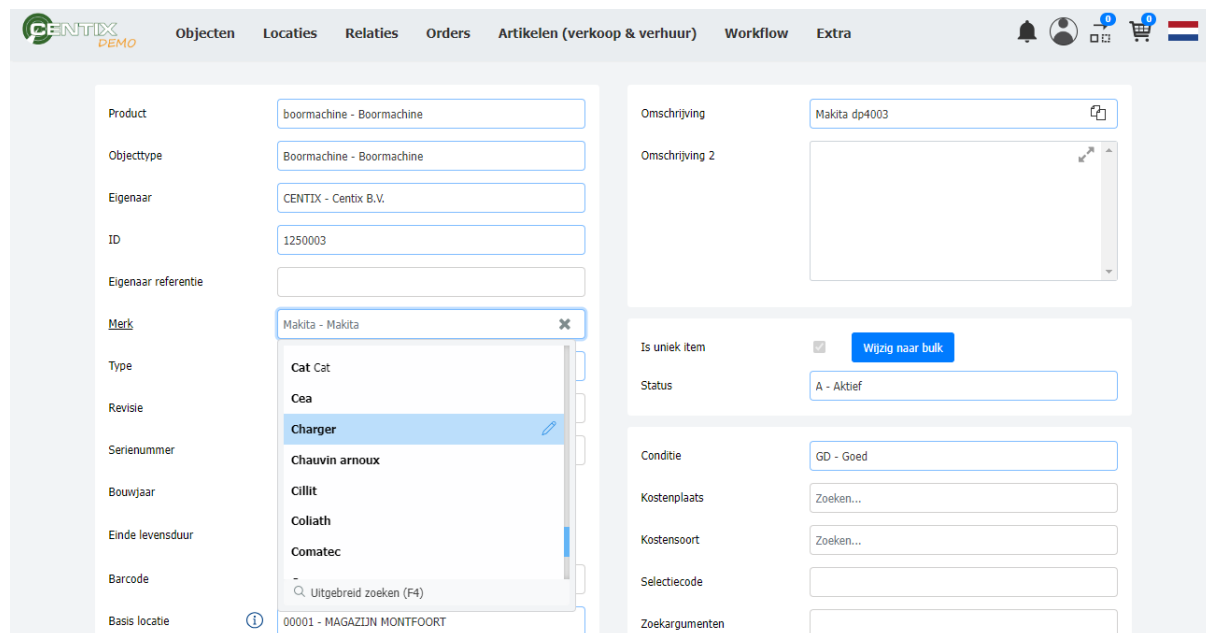 CENTIX
DEMO
Objecten Locaties Relaties Orders Artikelen (verkoop & verhuur) Workflow Extra
0
0
Product
boormachine - Boormachine
Objecttype
Boormachine - Boormachine
Eigenaar
CENTIX - Centix B.V.
ID
1250003
Eigenaar referentie
Merk
Makita - Makita
Cat Cat
Cea
Charger
Chauvin arnoux
Cillit
Coliath
Comatec
Uitgebreid zoeken (F4)
Type
Revisie
Serienummer
Bouwjaar
Einde levensduur
Barcode
Basis locatie
00001 - MAGAZIJN MONTFOORT
Omschrijving
Makita dp4003
Omschrijving 2
Is uniek item
Wijzig naar bulk
Status
A - Aktief
Conditie
GD - Goed
Kostenplaats
Zoeken...
Kostensoort
Zoeken...
Selectiecode
Zoekargumenten